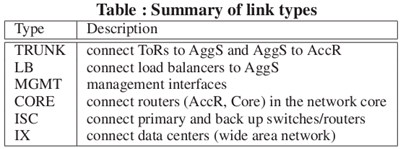 Table : Summary of link types
Type Description
TRUNK connect ToRs to AggS and AggS to AccR
LB connect load balancers to AggS
MGMT management interfaces
CORE connect routers (AccR, Core) in the network core
ISC connect primary and back up switches/routers
IX connect data centers (wide area network)